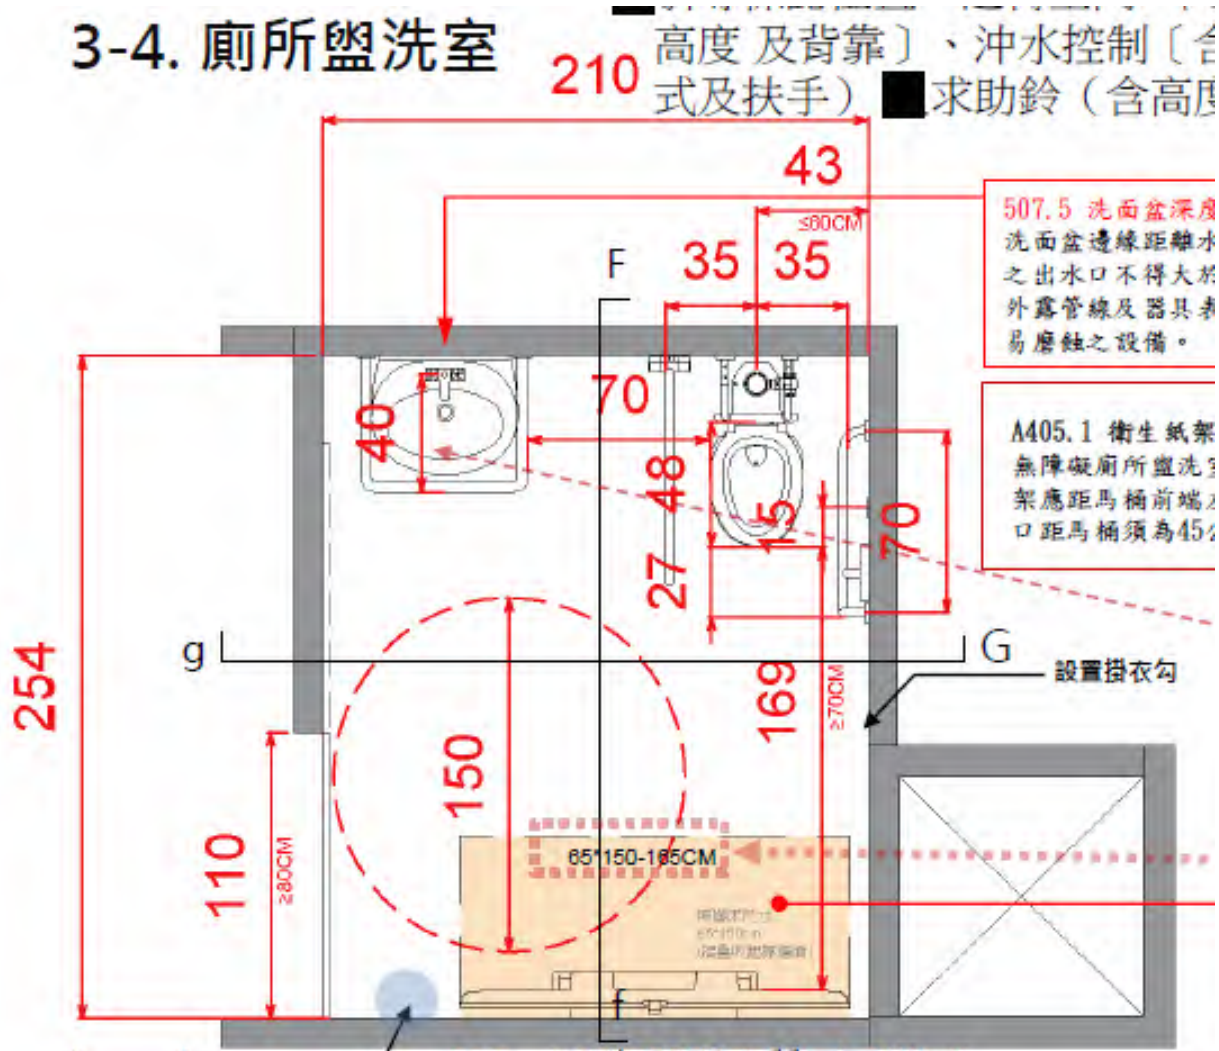 3-4. 廁所盥洗室
高度 及背靠〕、沖水控制〔含
式及扶手） 求助鈴（含高度
210
43
≤60CM
507.5 洗面盆深度
洗面盆邊緣距離水
之出水口不得大於
外露管線及器具表
易磨蝕之設備。
F
35
35
A405.1 衛生紙架
無障礙廁所盥洗室
架應距馬桶前端左
口距馬桶須為45公
70
40
48
15
70
27
g
G
設置掛衣勾
254
169
≥70CM
150
110
≥80CM
65*150-165CM
f